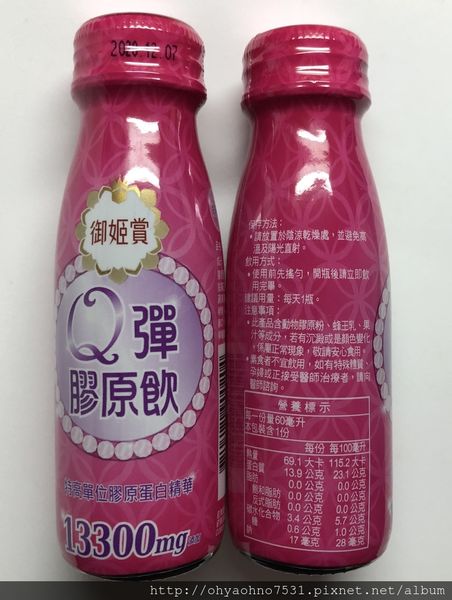 2020.12.07
御姬賞
Q彈
膠原飲
特高單位膠原蛋白精華
13300mg
保存方法：
•請放置於陰涼乾燥處，並避免高
溫及陽光直射。
飲用方式：
•使用前先搖勻，開瓶後請立即飲
用完畢。
建議用量：每天1瓶。
注意事項：
•此產品含動物膠原粉、蜂王乳、果
汁等成分，若有沉澱或是顏色變化
，係屬正常現象，敬請安心食用。
•素食者不宜飲用，如有特殊體質、
孕婦或正接受醫師治療者，請向
醫師諮詢。
營養標示
每一份量60毫升
本包裝含1份
每份 每100毫升
熱量 69.1大卡 115.2大卡
蛋白質 13.9公克 23.1公克
脂肪 0.0公克 0.0公克
飽和脂肪 0.0公克 0.0公克
反式脂肪 0.0公克 0.0公克
碳水化合物 3.4公克 5.7公克
糖 0.6公克 1.0公克
鈉 17毫克 28毫克
http://ohyaohno7531.pixnet.net/album